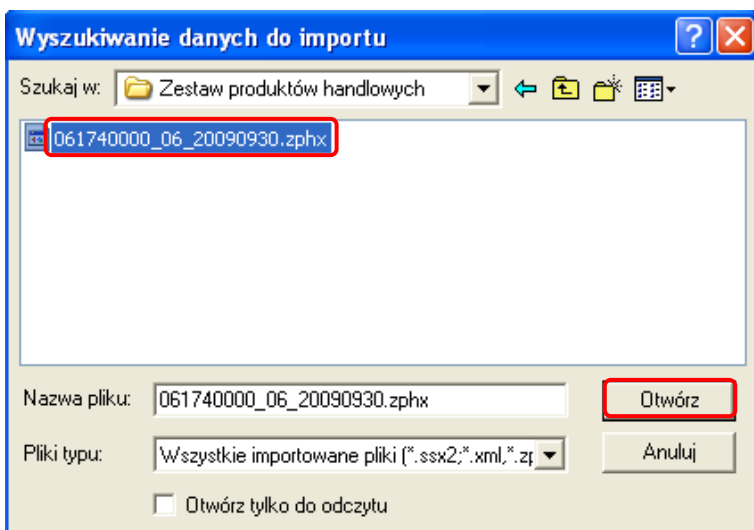 Wyszukiwanie danych do importu
Szukaj w: Zestaw produktów handlowych
061740000_06_20090930.zphx
Nazwa pliku: 061740000_06_20090930.zphx Otwórz
Pliki typu: Wszystkie importowane pliki (*.ssx2;*.xml,*.zp Anuluj
Otwórz tylko do odczytu